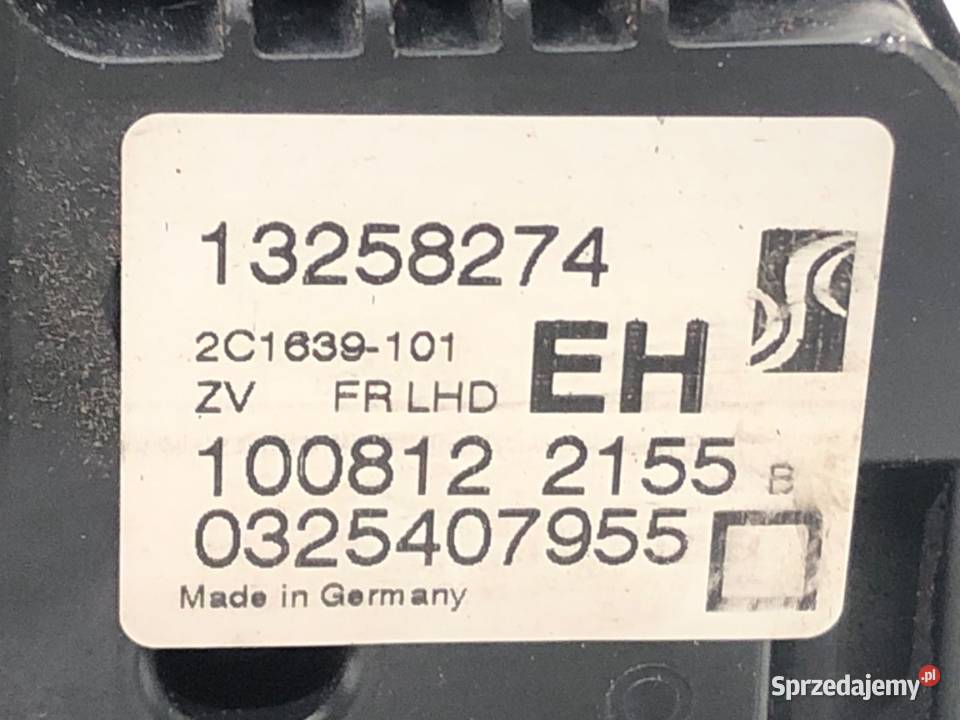 13258274
2C1639-101
EH
ZV FR LHD
100812 2155 B
0325407955
Made in Germany
Sprzedajemy.pl